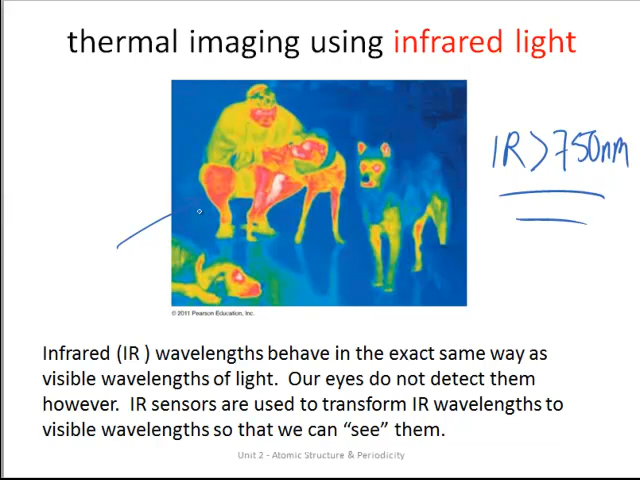 thermal imaging using infrared light
IR > 750nm
© 2011 Pearson Education, Inc.
Infrared (IR ) wavelengths behave in the exact same way as
visible wavelengths of light.  Our eyes do not detect them
however.  IR sensors are used to transform IR wavelengths to
visible wavelengths so that we can “see” them.
Unit 2 - Atomic Structure & Periodicity